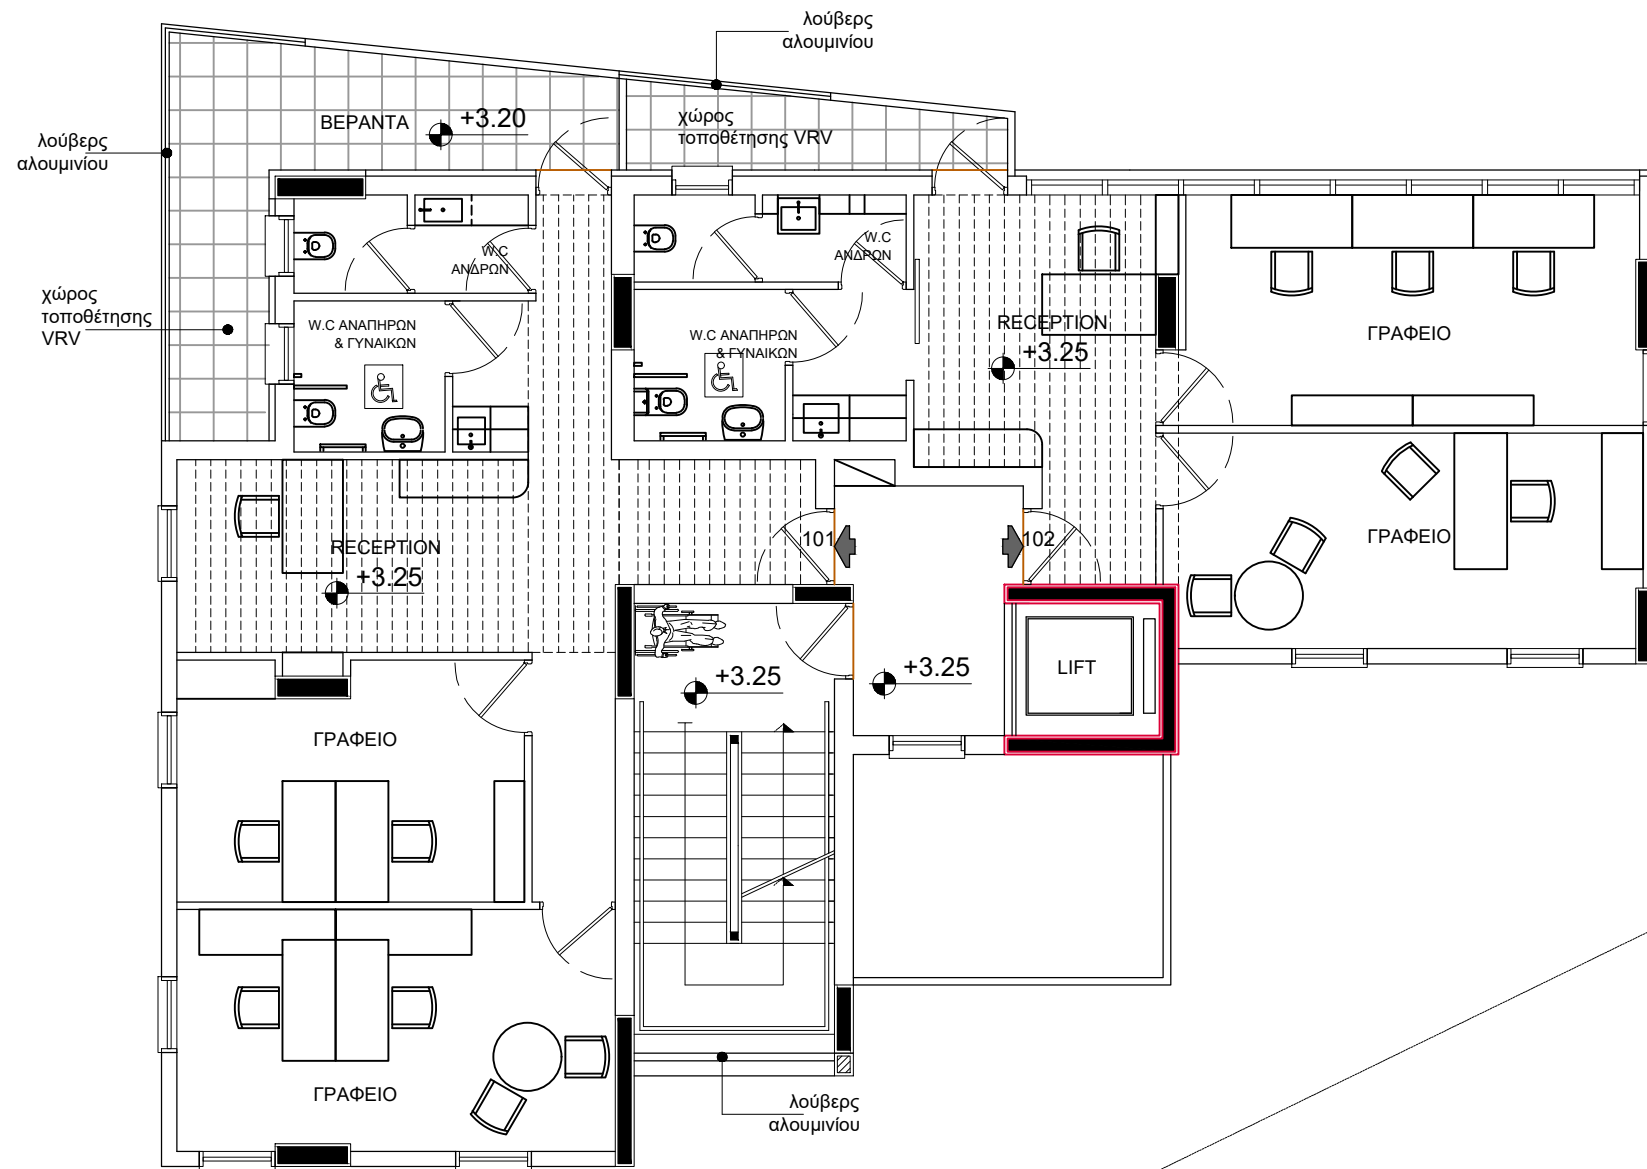 λούβερς
αλουμινίου
ΒΕΡΑΝΤΑ
+3.20
χώρος
τοποθέτησης VRV
λούβερς
αλουμινίου
W.C
ΑΝΔΡΩΝ
W.C
ΑΝΔΡΩΝ
χώρος
τοποθέτησης
VRV
W.C ΑΝΑΠΗΡΩΝ
& ΓΥΝΑΙΚΩΝ
W.C ΑΝΑΠΗΡΩΝ
& ΓΥΝΑΙΚΩΝ
RECEPTION
+3.25
ΓΡΑΦΕΙΟ
RECEPTION
+3.25
101
102
ΓΡΑΦΕΙΟ
+3.25
+3.25
LIFT
ΓΡΑΦΕΙΟ
ΓΡΑΦΕΙΟ
λούβερς
αλουμινίου